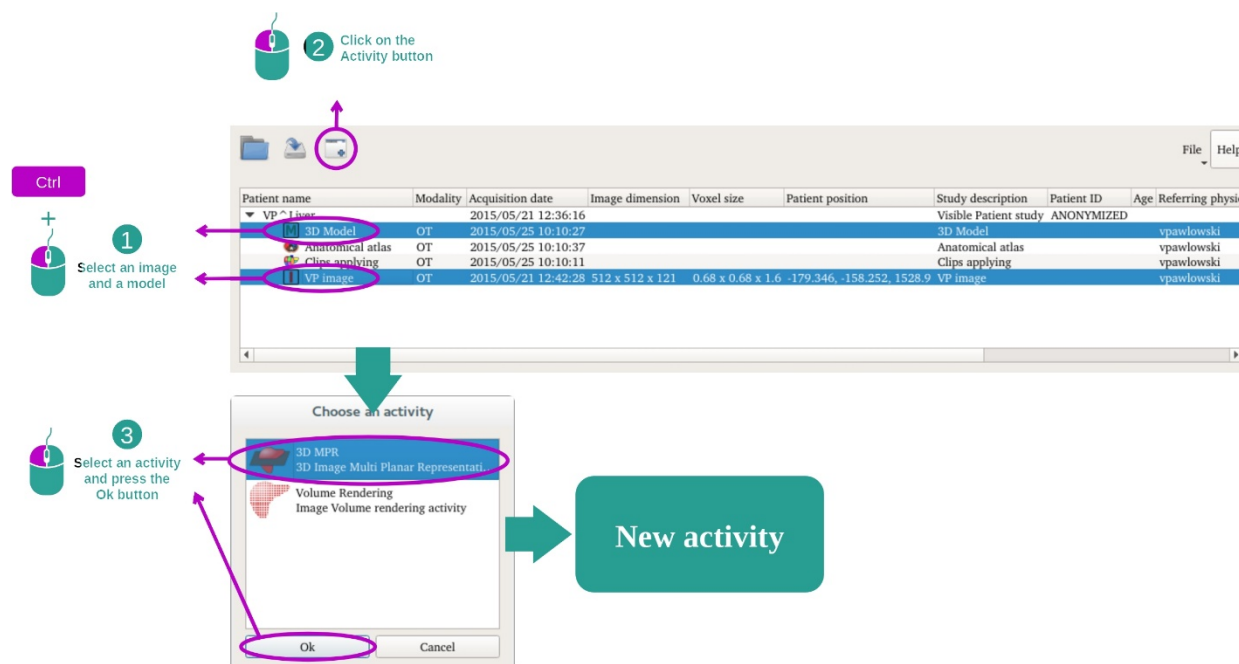 2
Click on the
Activity button
File
Help
Ctrl
+
1
Select an image
and a model
Patient name Modality Acquisition date Image dimension Voxel size Patient position Study description Patient ID Age Referring physi
VP^Liver 2015/05/21 12:36:16 Visible Patient study ANONYMIZED
M 3D Model OT 2015/05/25 10:10:27 3D Model vpawlowski
Anatomical atlas OT 2015/05/25 10:10:37 Anatomical atlas vpawlowski
Clips applying OT 2015/05/25 10:10:11 Clips applying vpawlowski
I VP image OT 2015/05/21 12:42:28 512 x 512 x 121 0.68 x 0.68 x 1.6 -179.346, -158.252, 1528.9 VP image vpawlowski
Choose an activity
3
Select an activity
and press the
Ok button
3D MPR
3D Image Multi Planar Representati..
Volume Rendering
Image Volume rendering activity
New activity
Ok Cancel